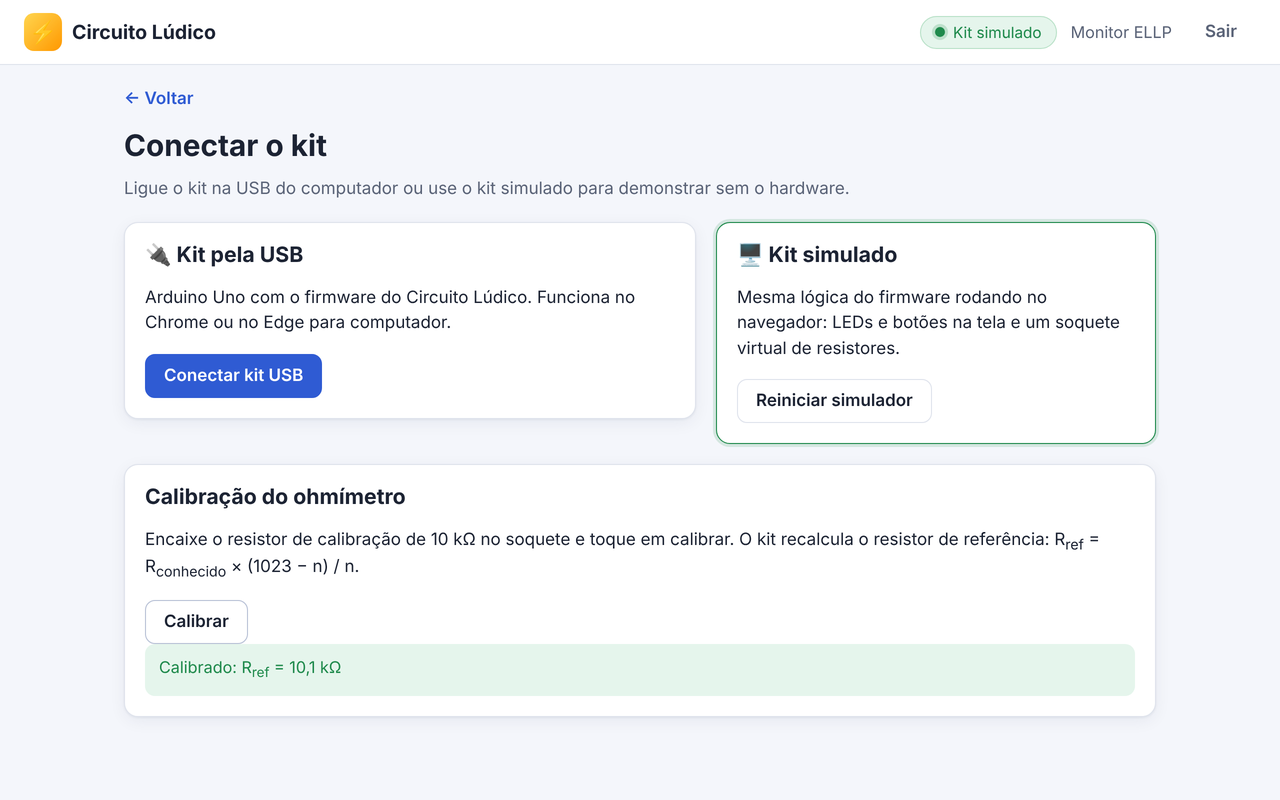 Circuito Lúdico
Kit simulado
Monitor ELLP
Sair
← Voltar
Conectar o kit
Ligue o kit na USB do computador ou use o kit simulado para demonstrar sem o hardware.
Kit pela USB
Arduino Uno com o firmware do Circuito Lúdico. Funciona no
Chrome ou no Edge para computador.
Conectar kit USB
Kit simulado
Mesma lógica do firmware rodando no
navegador: LEDs e botões na tela e um soquete
virtual de resistores.
Reiniciar simulador
Calibração do ohmímetro
Encaixe o resistor de calibração de 10 kΩ no soquete e toque em calibrar. O kit recalcula o resistor de referência: Rref =
Rconhecido × (1023 − n) / n.
Calibrar
Calibrado: Rref = 10,1 kΩ